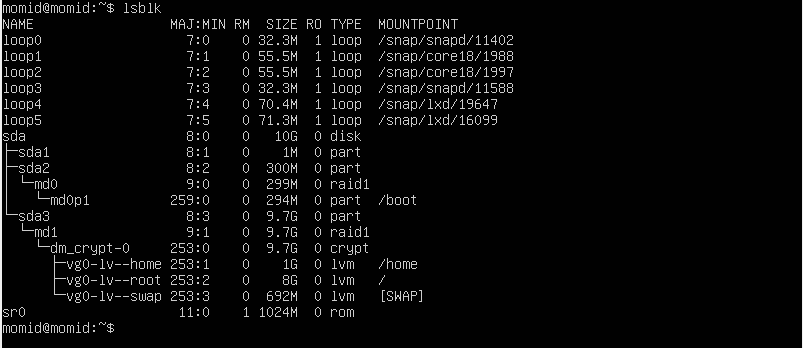 momid@momid:~$ lsblk
NAME                  MAJ:MIN RM  SIZE RO TYPE  MOUNTPOINT
loop0                   7:0    0 32.3M  1 loop  /snap/snapd/11402
loop1                   7:1    0 55.5M  1 loop  /snap/core18/1988
loop2                   7:2    0 55.5M  1 loop  /snap/core18/1997
loop3                   7:3    0 32.3M  1 loop  /snap/snapd/11588
loop4                   7:4    0 70.4M  1 loop  /snap/lxd/19647
loop5                   7:5    0 71.3M  1 loop  /snap/lxd/16099
sda                     8:0    0   10G  0 disk
├─sda1                  8:1    0    1M  0 part
├─sda2                  8:2    0  300M  0 part
│ └─md0                 9:0    0  299M  0 raid1
│   └─md0p1           259:0    0  294M  0 part  /boot
└─sda3                  8:3    0  9.7G  0 part
  └─md1                 9:1    0  9.7G  0 raid1
    └─dm_crypt-0      253:0    0  9.7G  0 crypt
      ├─vg0-lv--home  253:1    0    1G  0 lvm   /home
      ├─vg0-lv--root  253:2    0    8G  0 lvm   /
      └─vg0-lv--swap  253:3    0  692M  0 lvm   [SWAP]
sr0                    11:0    1 1024M  0 rom
momid@momid:~$